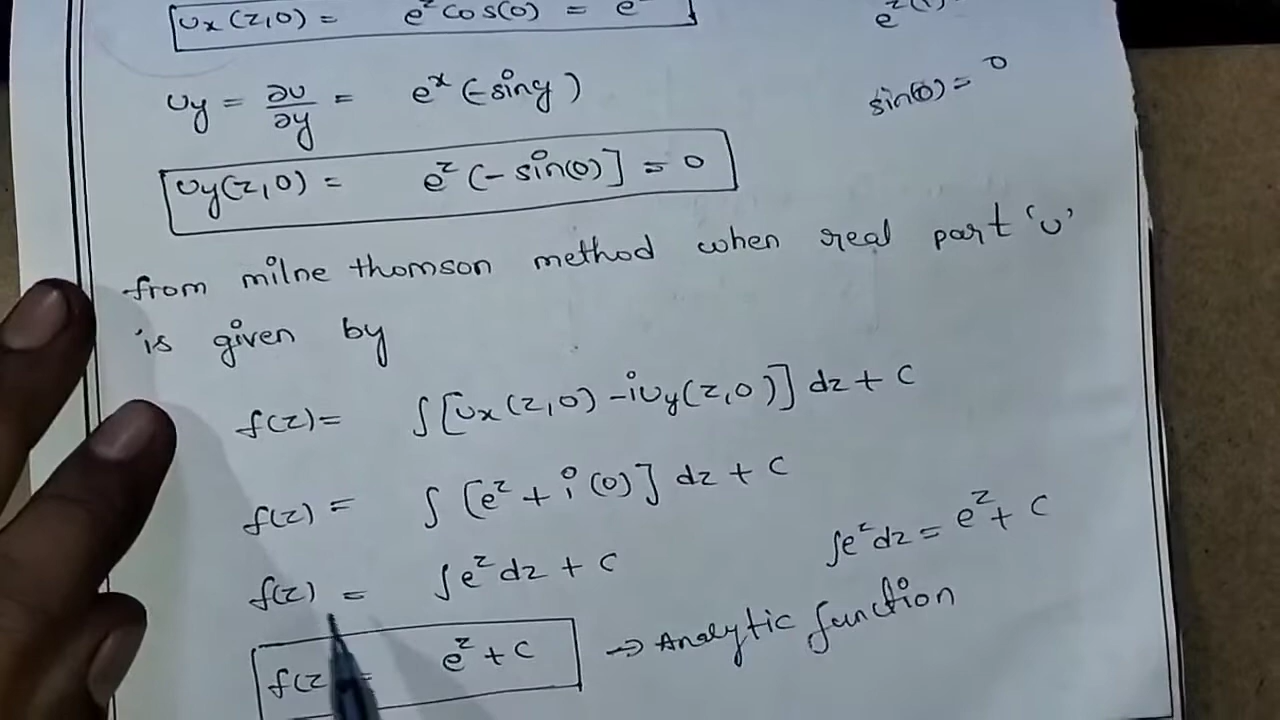 ux(z,0) = e^z cos(0) = e
e^z(1)
uy = ∂u/∂y = e^x (-siny)
sin(0) = 0
uy(z,0) = e^z (-sin(0)] = 0
from milne thomson method when real part 'u'
is given by
f(z) = ∫[ux(z,0) -iuy(z,0)] dz + c
f(z) = ∫ [e^z + i(0)] dz + c
f(z) = ∫e^z dz + c
∫e^z dz = e^z + c
f(z = e^z + c → Analytic function